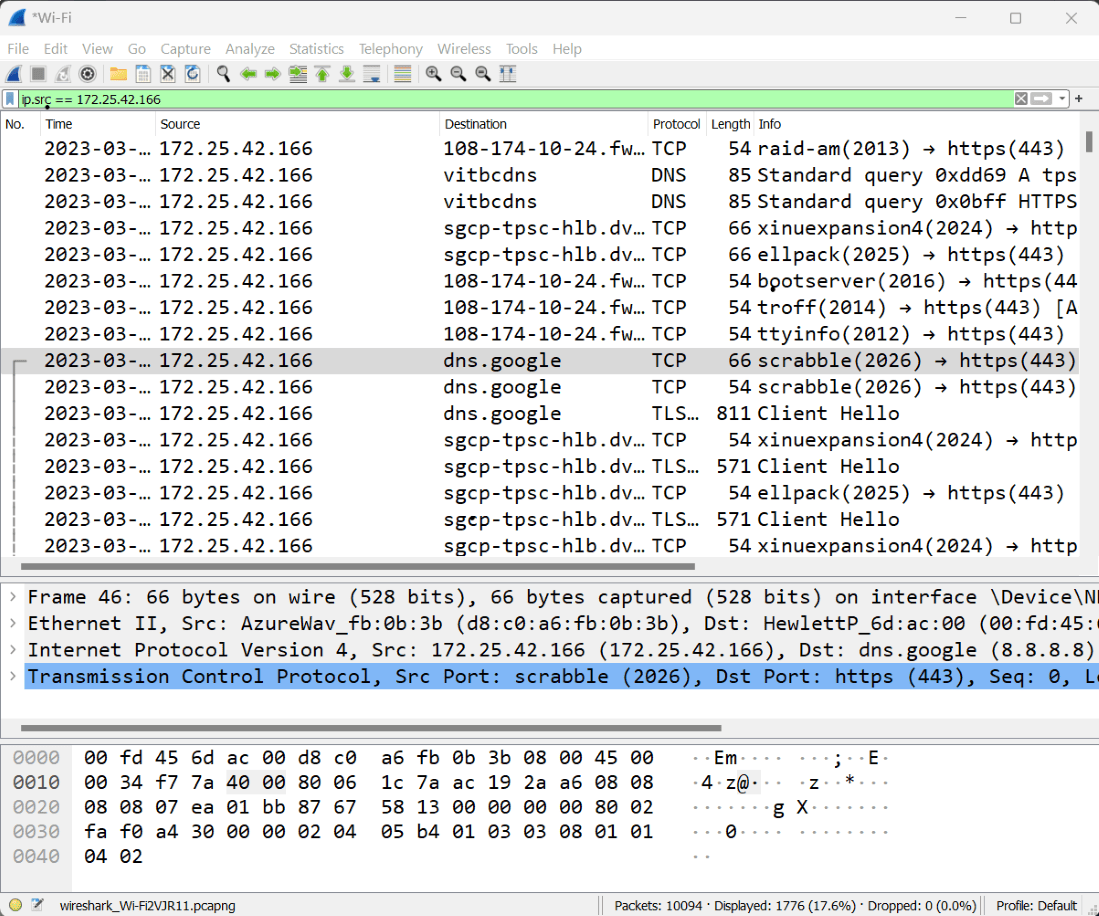 *Wi-Fi
File Edit View Go Capture Analyze Statistics Telephony Wireless Tools Help
ip.src == 172.25.42.166
No. Time Source Destination Protocol Length Info
2023-03-… 172.25.42.166 108-174-10-24.fw… TCP 54 raid-am(2013) → https(443)
2023-03-… 172.25.42.166 vitbcdns DNS 85 Standard query 0xdd69 A tps
2023-03-… 172.25.42.166 vitbcdns DNS 85 Standard query 0x0bff HTTPS
2023-03-… 172.25.42.166 sgcp-tpsc-hlb.dv… TCP 66 xinuexpansion4(2024) → http
2023-03-… 172.25.42.166 sgcp-tpsc-hlb.dv… TCP 66 ellpack(2025) → https(443)
2023-03-… 172.25.42.166 108-174-10-24.fw… TCP 54 bootserver(2016) → https(44
2023-03-… 172.25.42.166 108-174-10-24.fw… TCP 54 troff(2014) → https(443) [A
2023-03-… 172.25.42.166 108-174-10-24.fw… TCP 54 ttyinfo(2012) → https(443)
2023-03-… 172.25.42.166 dns.google TCP 66 scrabble(2026) → https(443)
2023-03-… 172.25.42.166 dns.google TCP 54 scrabble(2026) → https(443)
2023-03-… 172.25.42.166 dns.google TLS… 811 Client Hello
2023-03-… 172.25.42.166 sgcp-tpsc-hlb.dv… TCP 54 xinuexpansion4(2024) → http
2023-03-… 172.25.42.166 sgcp-tpsc-hlb.dv… TLS… 571 Client Hello
2023-03-… 172.25.42.166 sgcp-tpsc-hlb.dv… TCP 54 ellpack(2025) → https(443)
2023-03-… 172.25.42.166 sgcp-tpsc-hlb.dv… TLS… 571 Client Hello
2023-03-… 172.25.42.166 sgcp-tpsc-hlb.dv… TCP 54 xinuexpansion4(2024) → http
Frame 46: 66 bytes on wire (528 bits), 66 bytes captured (528 bits) on interface \Device\N
Ethernet II, Src: AzureWav_fb:0b:3b (d8:c0:a6:fb:0b:3b), Dst: HewlettP_6d:ac:00 (00:fd:45:6
Internet Protocol Version 4, Src: 172.25.42.166 (172.25.42.166), Dst: dns.google (8.8.8.8)
Transmission Control Protocol, Src Port: scrabble (2026), Dst Port: https (443), Seq: 0, L
0000 00 fd 45 6d ac 00 d8 c0 a6 fb 0b 3b 08 00 45 00 ··Em···· ···;··E·
0010 00 34 f7 7a 40 00 80 06 1c 7a ac 19 2a a6 08 08 ·4·z@··· ·z··*···
0020 08 08 07 ea 01 bb 87 67 58 13 00 00 00 00 80 02 ·······g X·······
0030 fa f0 a4 30 00 00 02 04 05 b4 01 03 03 08 01 01 ···0···· ········
0040 04 02 ··
wireshark_Wi-Fi2VJR11.pcapng Packets: 10094 · Displayed: 1776 (17.6%) · Dropped: 0 (0.0%) Profile: Default